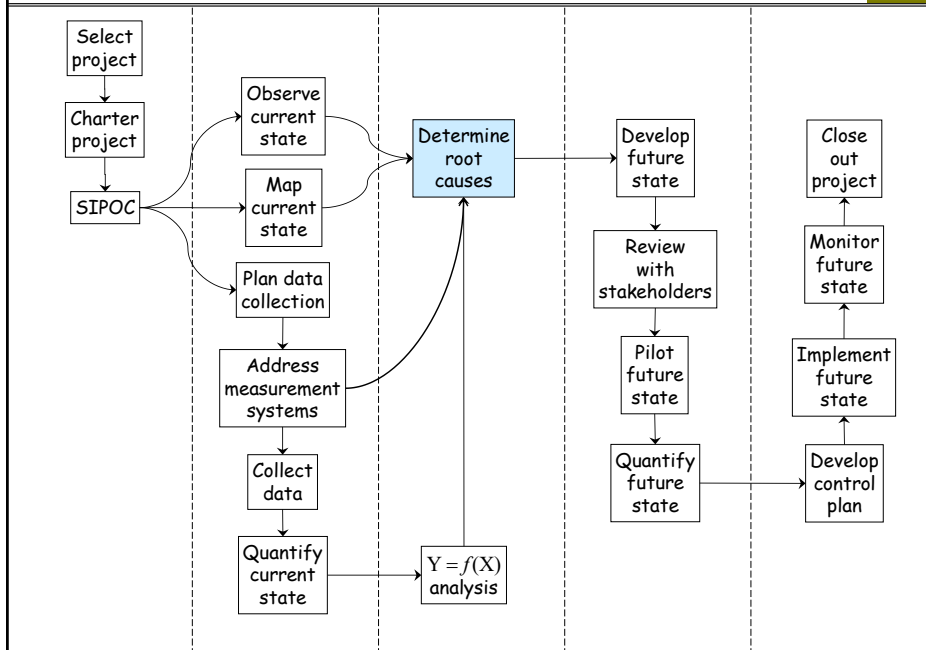 Select
project
Charter
project
SIPOC
Observe
current
state
Map
current
state
Plan data
collection
Address
measurement
systems
Collect
data
Quantify
current
state
Determine
root
causes
Y = f(X)
analysis
Develop
future
state
Review
with
stakeholders
Pilot
future
state
Quantify
future
state
Close
out
project
Monitor
future
state
Implement
future
state
Develop
control
plan